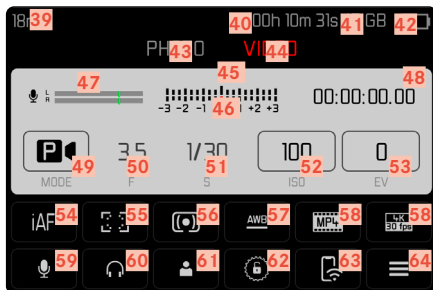 18 39 40 00h 10m 31s 41 GB 42
43 VIDEO 44
45
47 48
L
R
46 00:00:00.00
-3 -2 -1 +1 +2 +3
P 49 3.5 50 1/30 51 100 52 0 53
MODE F S ISO EV
iAF 54 55 56 AWB 57 MP4 58 4K 30 fps 58
59 60 61 62 63 64